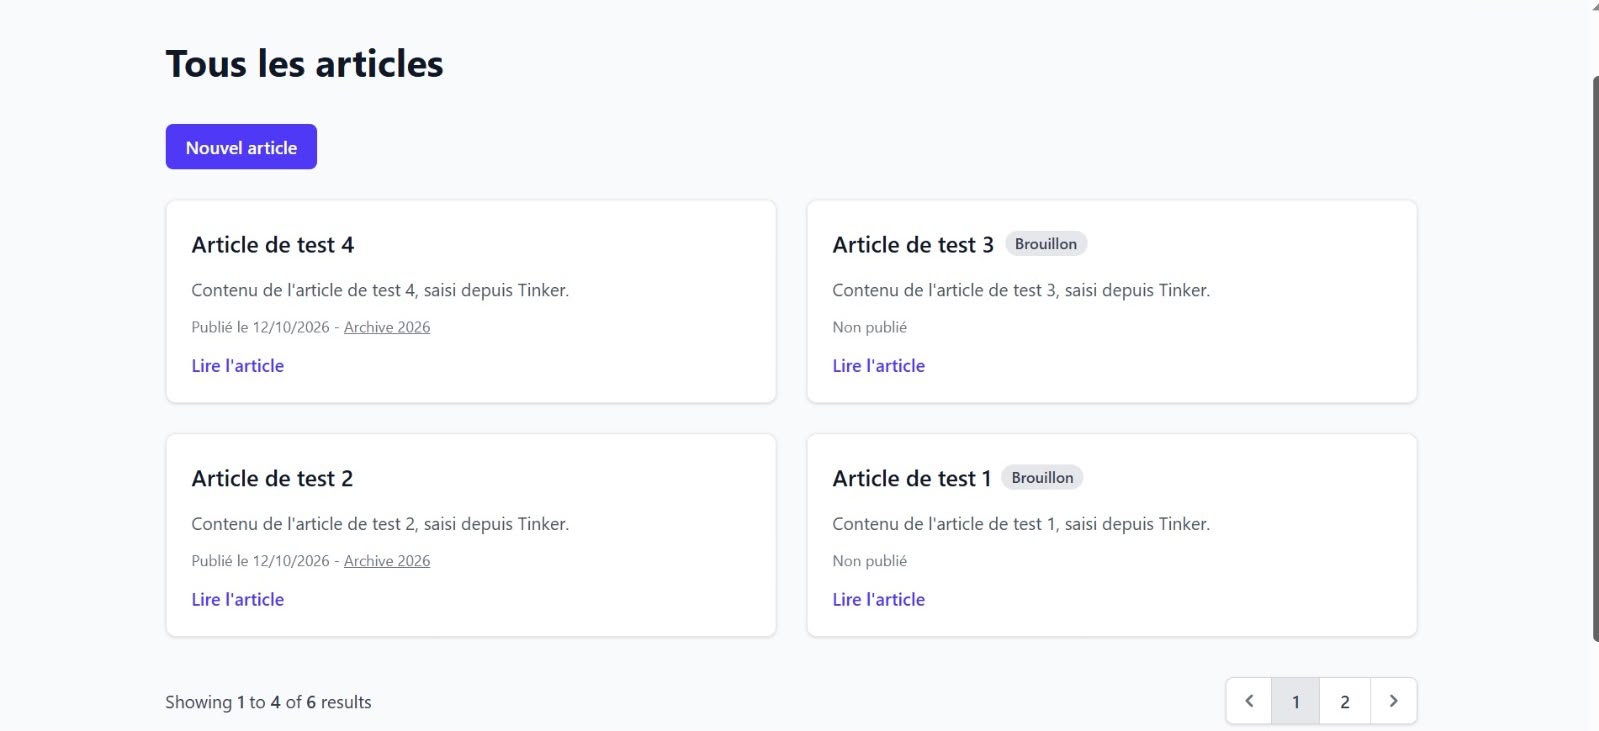 Tous les articles
Nouvel article
Article de test 4
Contenu de l'article de test 4, saisi depuis Tinker.
Publié le 12/10/2026 - Archive 2026
Lire l'article
Article de test 3 Brouillon
Contenu de l'article de test 3, saisi depuis Tinker.
Non publié
Lire l'article
Article de test 2
Contenu de l'article de test 2, saisi depuis Tinker.
Publié le 12/10/2026 - Archive 2026
Lire l'article
Article de test 1 Brouillon
Contenu de l'article de test 1, saisi depuis Tinker.
Non publié
Lire l'article
Showing 1 to 4 of 6 results
1 2